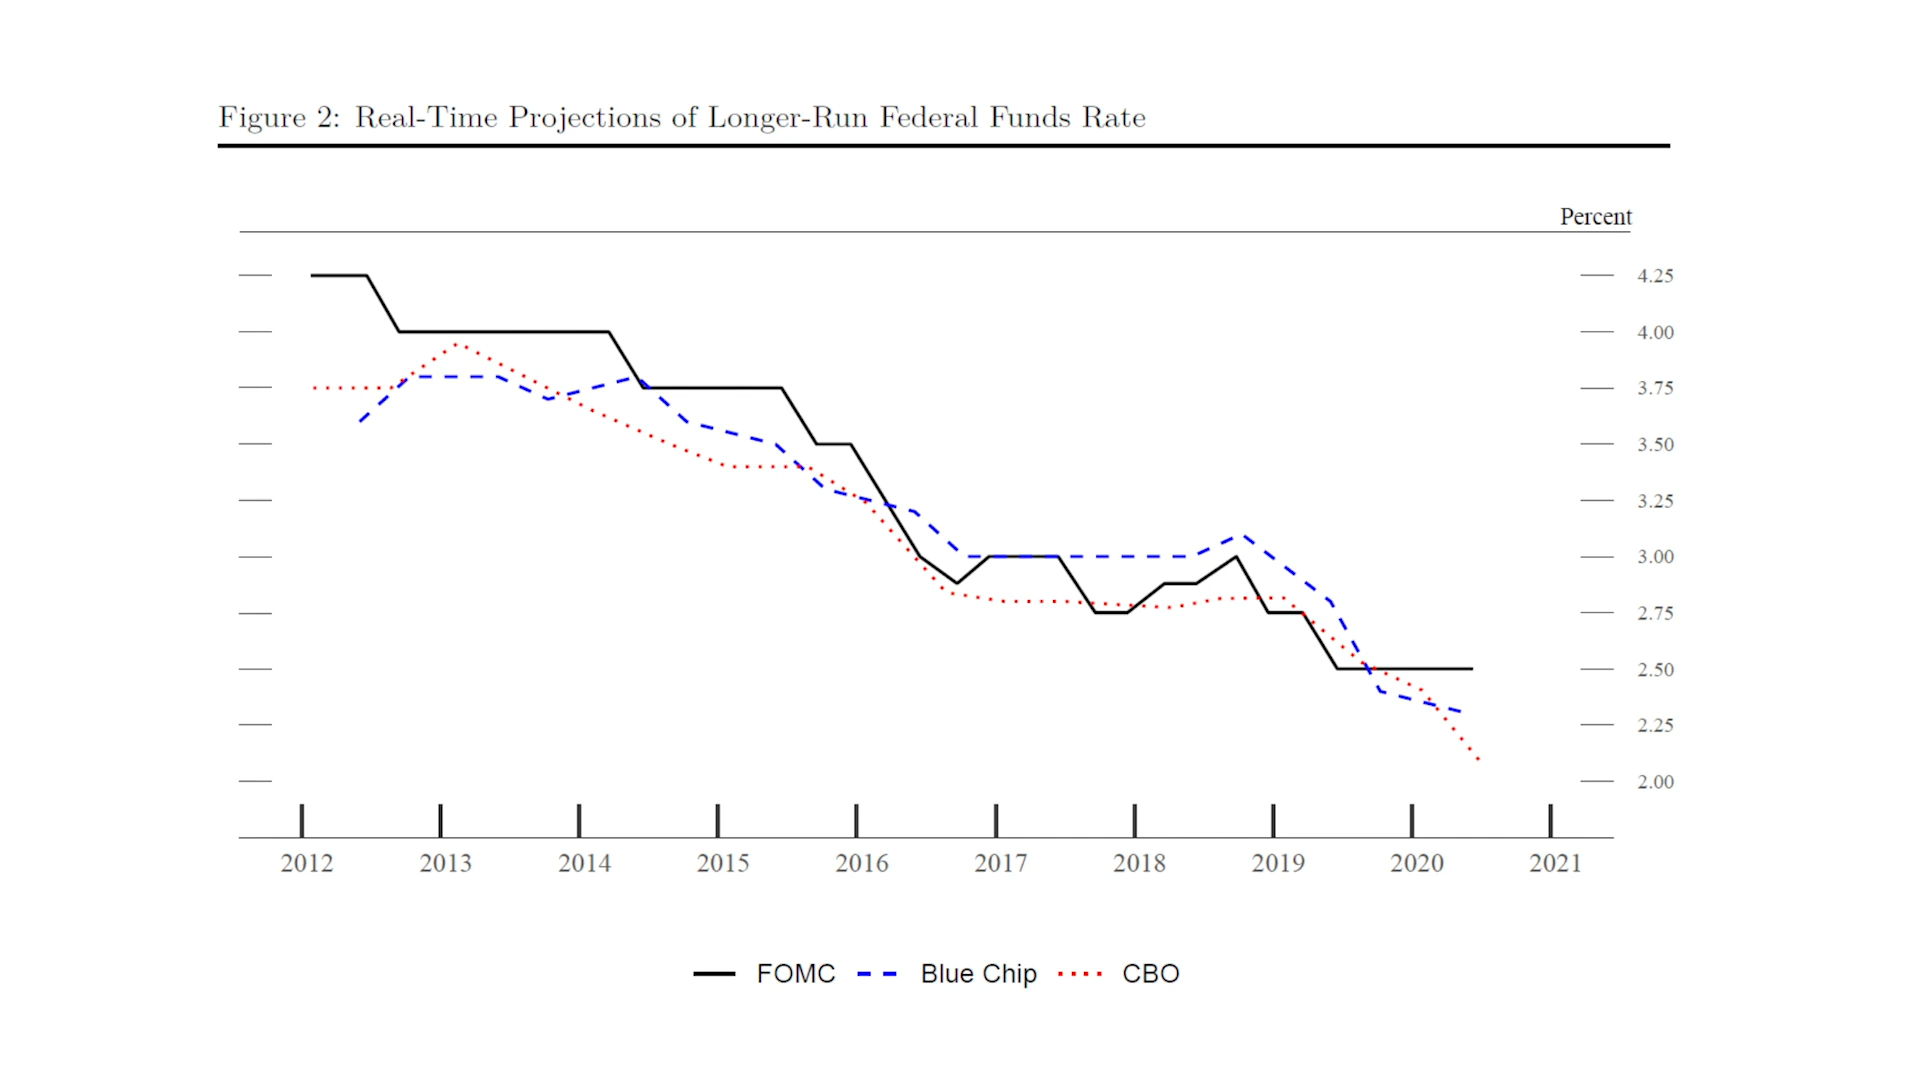 Figure 2: Real-Time Projections of Longer-Run Federal Funds Rate
Percent
4.25
4.00
3.75
3.50
3.25
3.00
2.75
2.50
2.25
2.00
2012 2013 2014 2015 2016 2017 2018 2019 2020 2021
FOMC Blue Chip CBO